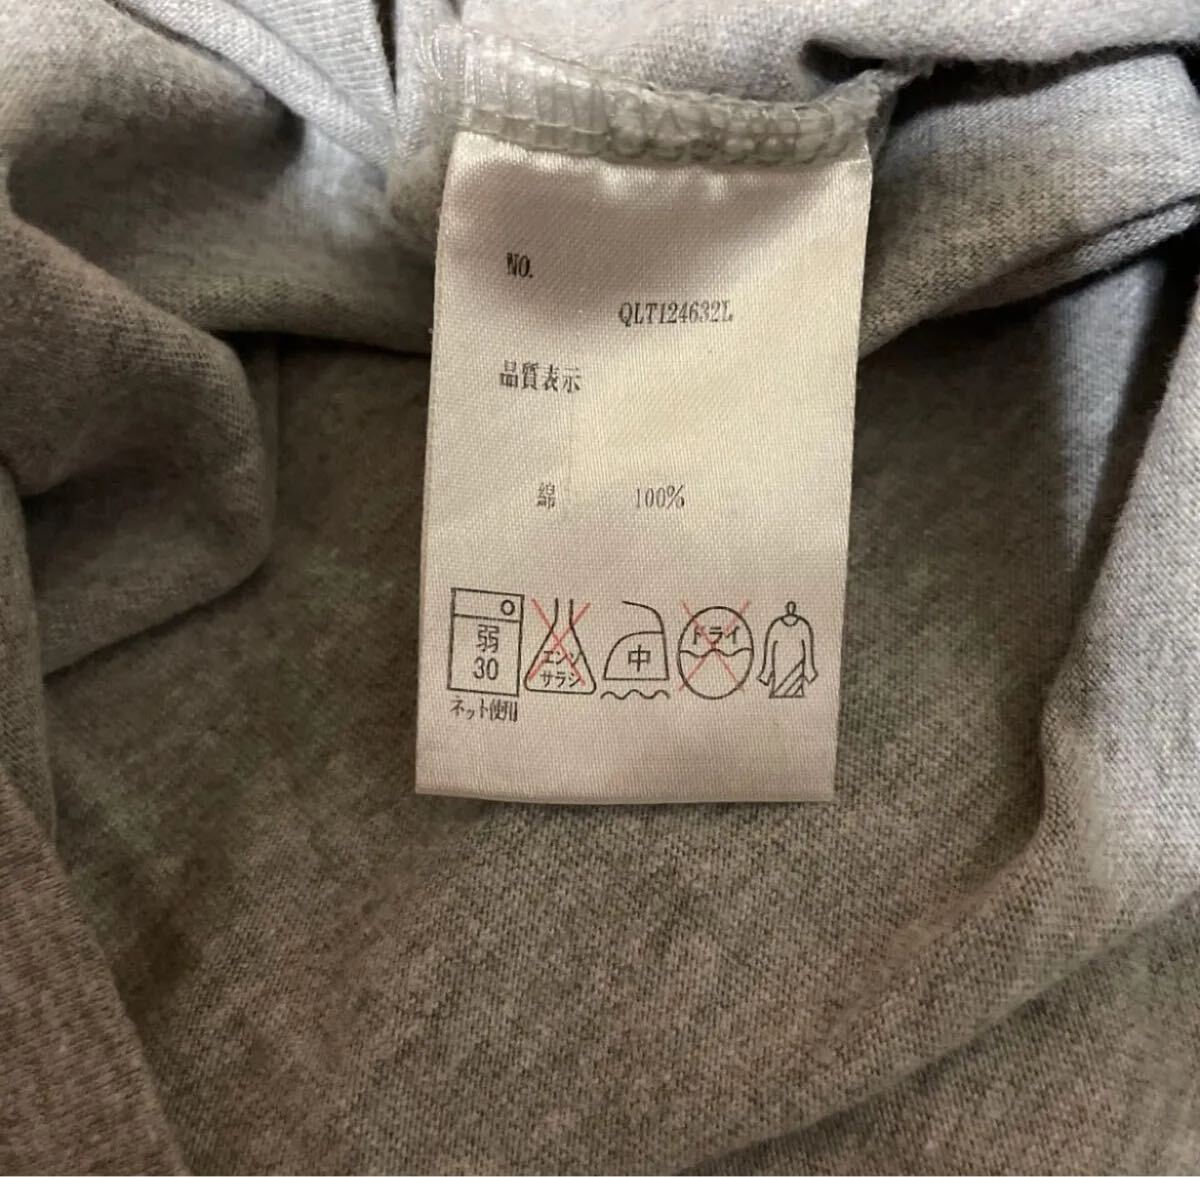 NO.
QLT124632L
品質表示
綿 100%
弱
30
ネット使用
エンソ
サラシ
中
ドライ